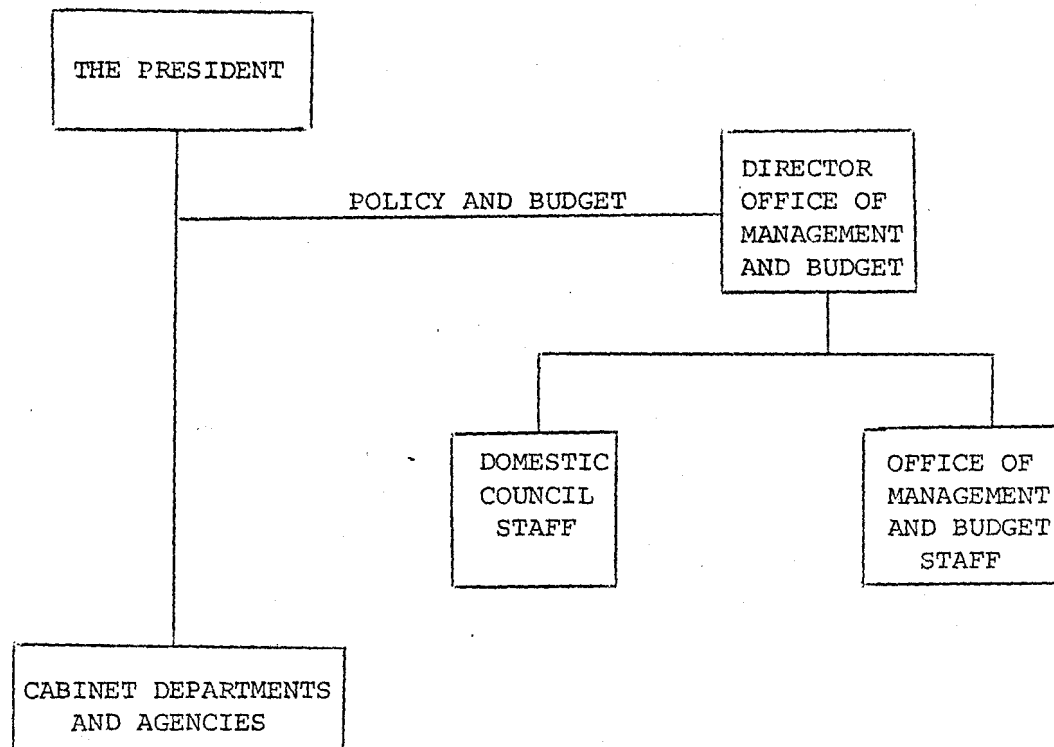 THE PRESIDENT
POLICY AND BUDGET
DIRECTOR
OFFICE OF
MANAGEMENT
AND BUDGET
DOMESTIC
COUNCIL
STAFF
OFFICE OF
MANAGEMENT
AND BUDGET
STAFF
CABINET DEPARTMENTS
AND AGENCIES